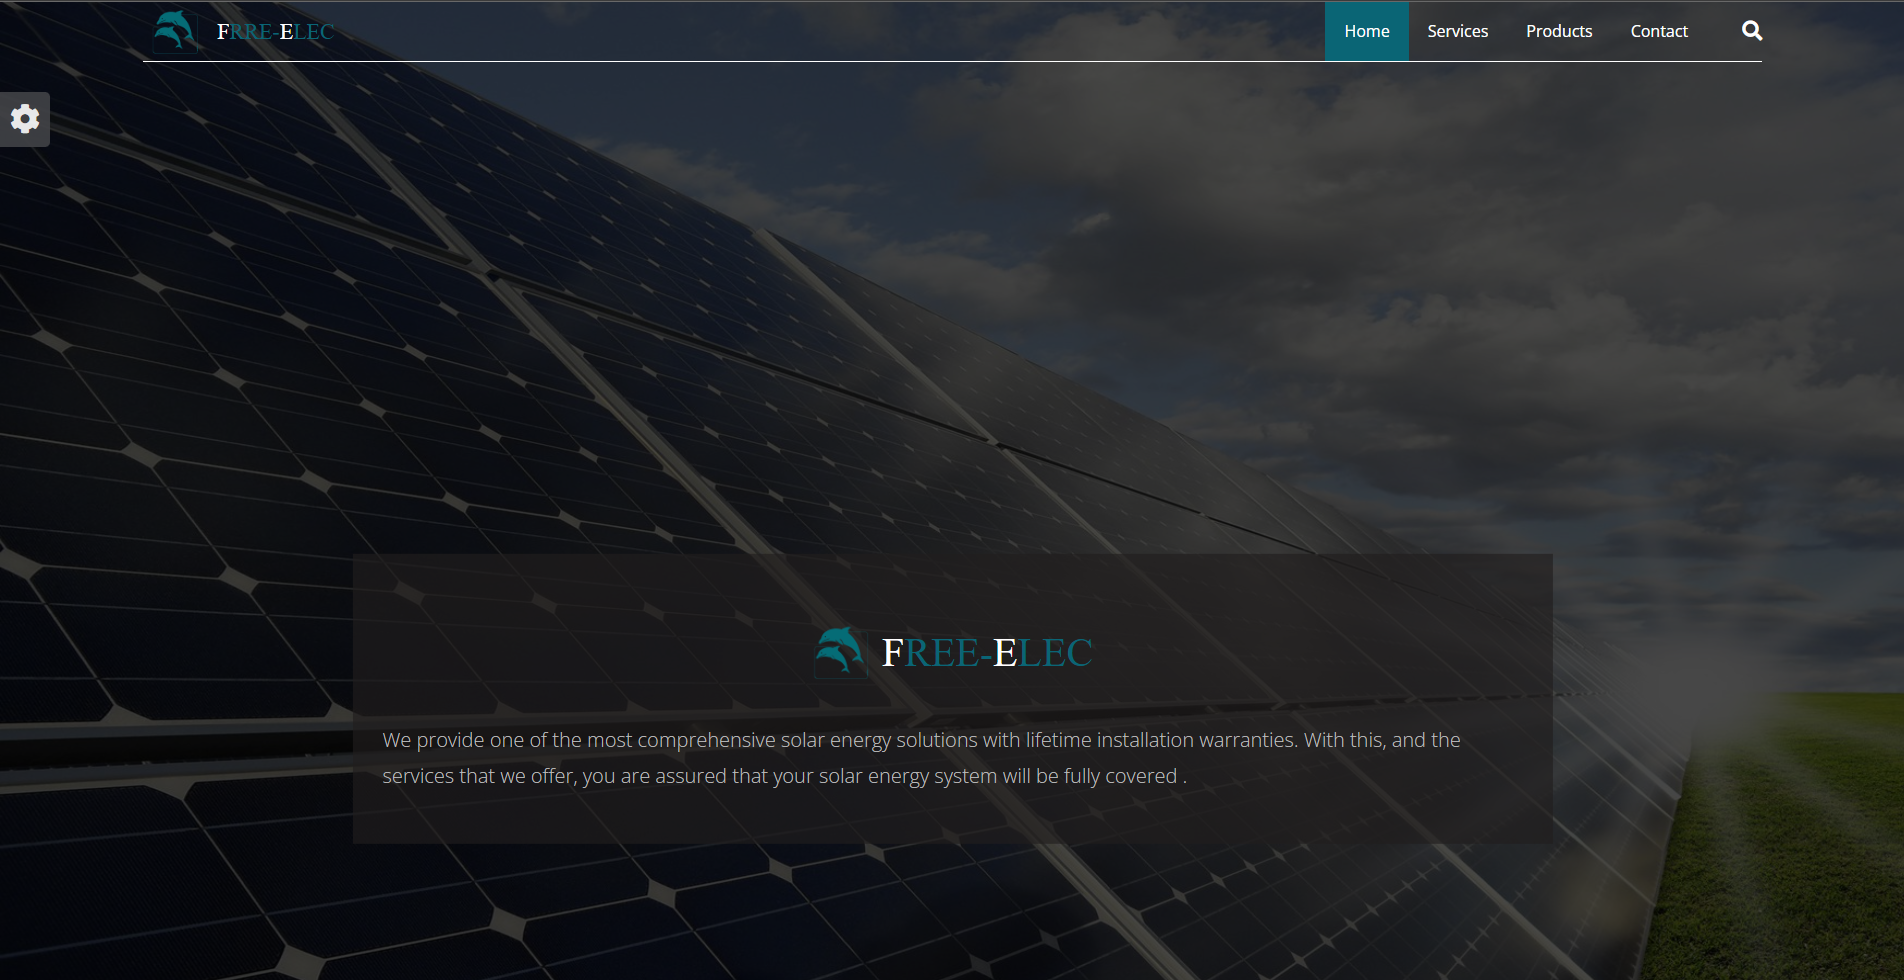 FRRE-ELEC
Home Services Products Contact
FREE-ELEC
We provide one of the most comprehensive solar energy solutions with lifetime installation warranties. With this, and the
services that we offer, you are assured that your solar energy system will be fully covered .